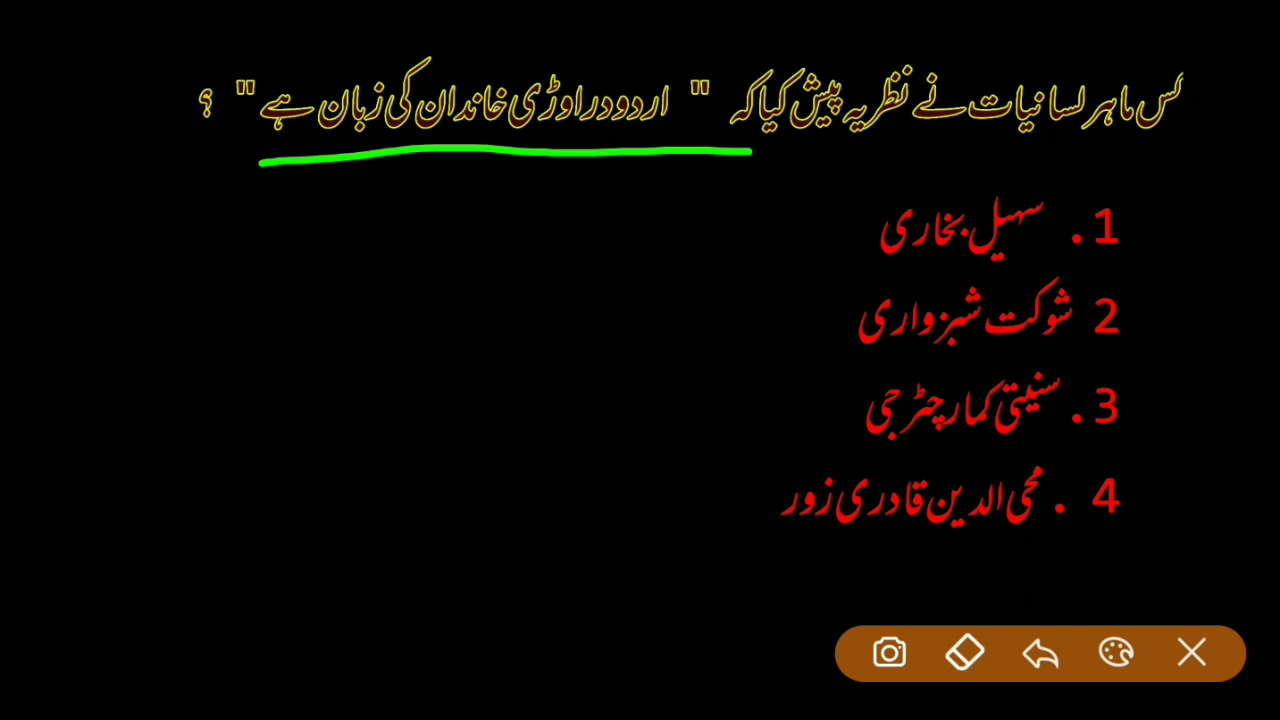 کس ماہر لسانیات نے نظریہ پیش کیا کہ " اردو دراوڑی خاندان کی زبان ہے " ؟
1. سہیل بخاری
2 شوکت شبزواری
3. سنیتی کمار چٹرجی
4 . محی الدین قادری زور